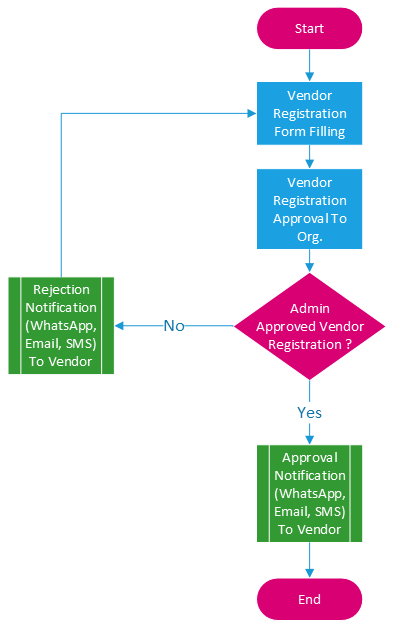 Start
Vendor
Registration
Form Filling
Vendor
Registration
Approval To
Org.
Rejection
Notification
(WhatsApp,
Email, SMS)
To Vendor
No
Admin
Approved Vendor
Registration ?
Yes
Approval
Notification
(WhatsApp,
Email, SMS)
To Vendor
End